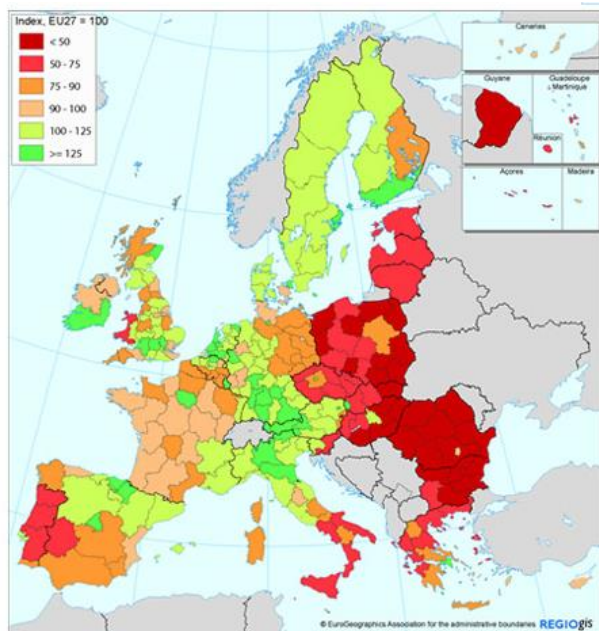 Index, EU27 = 100
< 50
50 - 75
75 - 90
90 - 100
100 - 125
>= 125
Canaries
Guyane
Guadeloupe
& Martinique
Réunion
Açores
Madeira
© EuroGeographics Association for the administrative boundaries REGIOgis